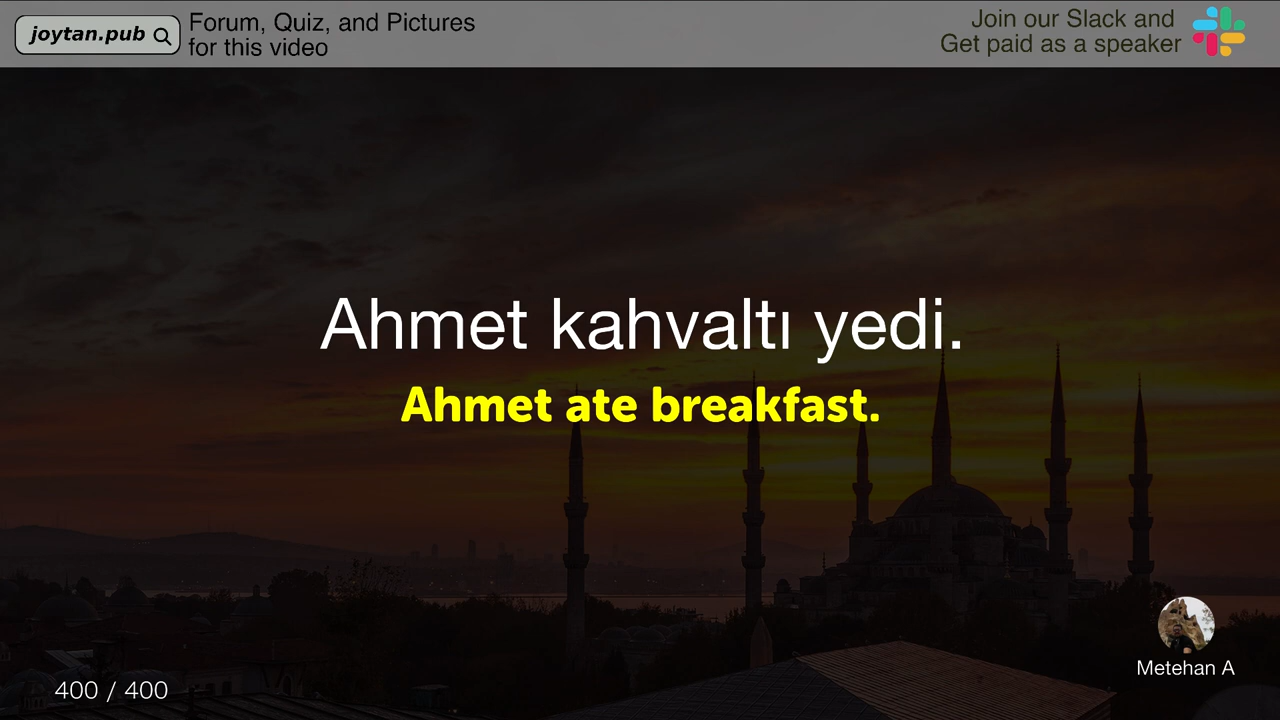 joytan.pub
Forum, Quiz, and Pictures
for this video
Join our Slack and
Get paid as a speaker
Ahmet kahvaltı yedi.
Ahmet ate breakfast.
Metehan A
400 / 400